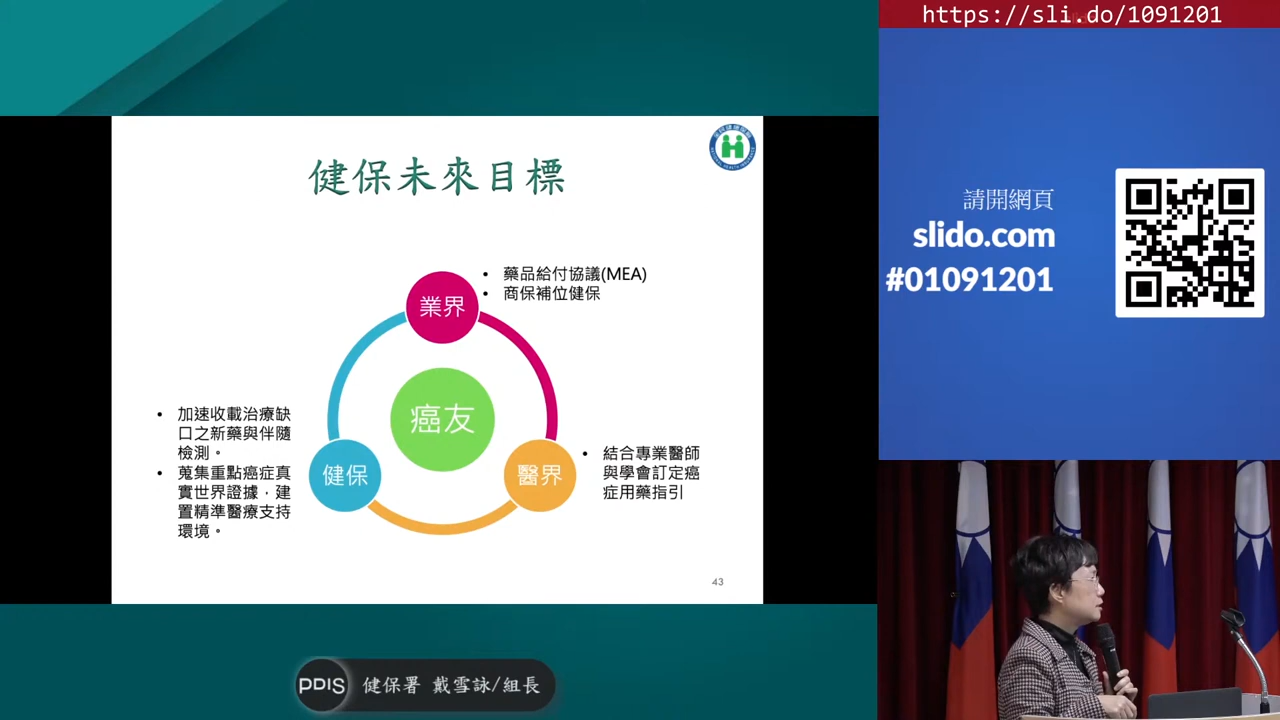 https://sli.do/1091201
健保未來目標
業界
• 藥品給付協議(MEA)
• 商保補位健保
癌友
• 加速收載治療缺
口之新藥與伴隨
檢測。
• 蒐集重點癌症真
實世界證據，建
置精準醫療支持
環境。
健保
醫界
• 結合專業醫師
與學會訂定癌
症用藥指引
43
請開網頁
slido.com
#01091201
PDIS 健保署 戴雪詠/組長